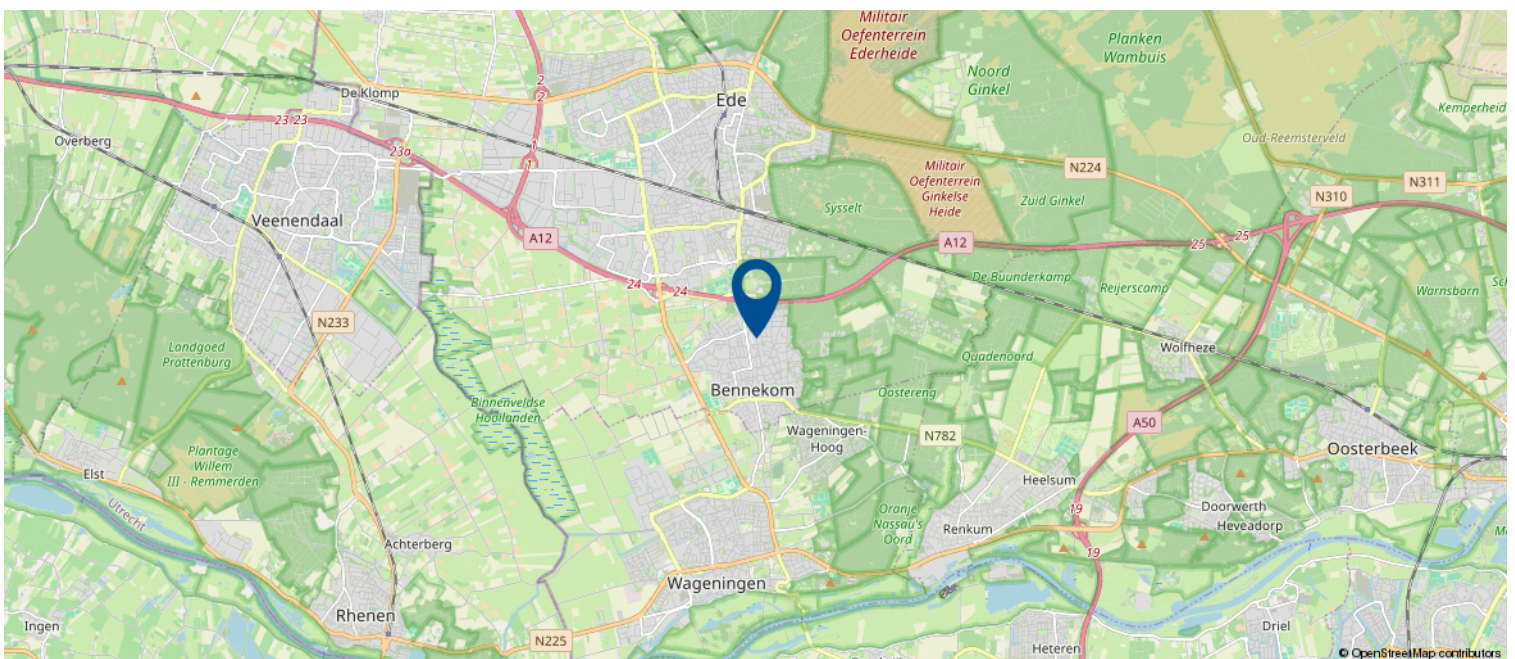 Militair
Oefenterrein
Ederheide
Planken
Wambuis
Noord
Ginkel
2
2
De Klomp
Ede
Kemperheid
23 23
Overberg
1
1
23a
Oud-Reemsterveld
N224
Militair
Oefenterrein
Ginkelse
Heide
N311
N310
Zuid Ginkel
Sysselt
Veenendaal
A12
A12
25
25
De Buunderkamp
24
24
Reijerscamp
Warnsborn
N233
Landgoed
Prattenburg
Wolfheze
Quadenoord
Bennekom
Oostereng
Binnenveldse
Hooilanden
A50
Wageningen-
Hoog
N782
Oosterbeek
Plantage
Willem
III - Remmerden
Elst
Heelsum
Utrecht
Oranje
Nassau's
Oord
19
Doorwerth
Heveadorp
Renkum
Achterberg
19
Wageningen
Rhenen
Ingen
Driel
N225
Heteren
© OpenStreetMap contributors